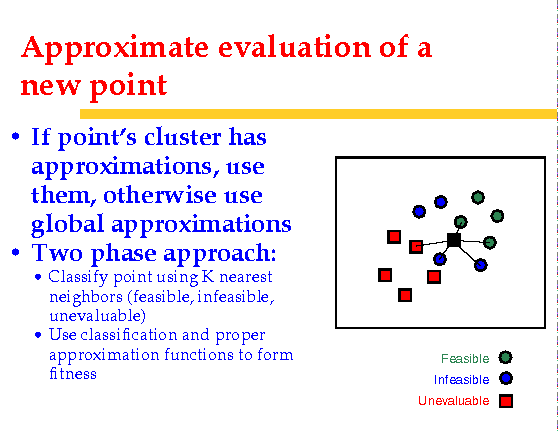 Approximate evaluation of a
new point
• If point's cluster has
approximations, use
them, otherwise use
global approximations
• Two phase approach:
• Classify point using K nearest
neighbors (feasible, infeasible,
unevaluable)
• Use classification and proper
approximation functions to form
fitness
Feasible
Infeasible
Unevaluable